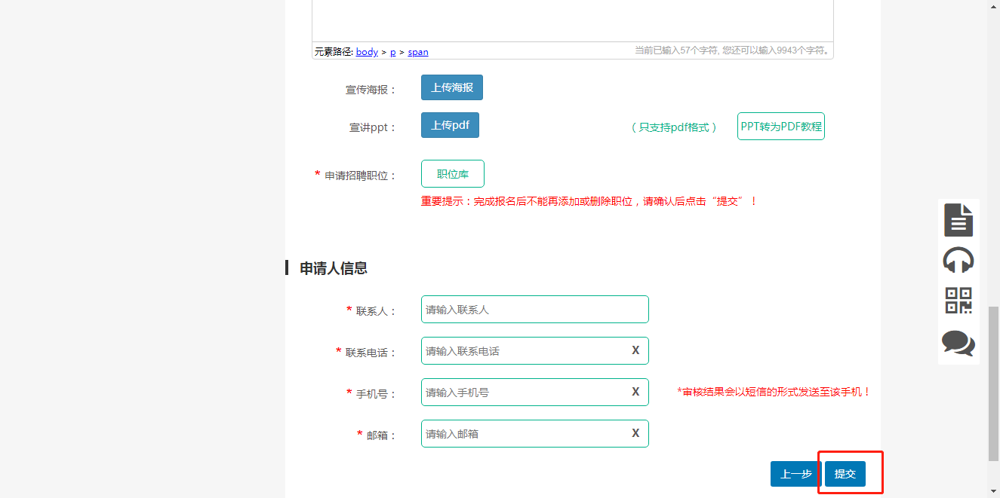 元素路径: body > p > span 当前已输入57个字符, 您还可以输入9943个字符。
宣传海报： 上传海报
宣讲ppt： 上传pdf （只支持pdf格式） PPT转为PDF教程
* 申请招聘职位： 职位库
重要提示：完成报名后不能再添加或删除职位，请确认后点击“提交”！
申请人信息
* 联系人： 请输入联系人
* 联系电话： 请输入联系电话 X
* 手机号： 请输入手机号 X *审核结果会以短信的形式发送至该手机！
* 邮箱： 请输入邮箱 X
上一步 提交